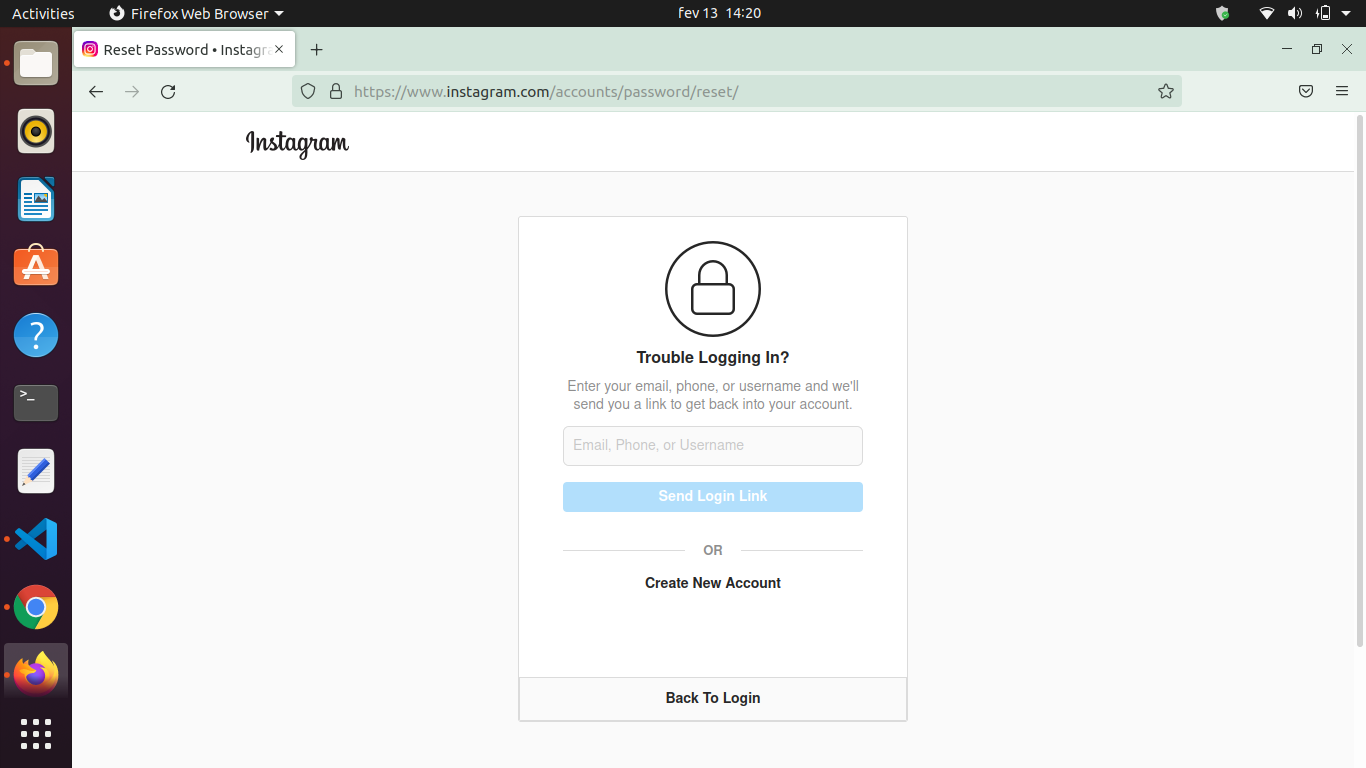 Activities
Firefox Web Browser
fev 13 14:20
Reset Password • Instagra
https://www.instagram.com/accounts/password/reset/
Instagram
Trouble Logging In?
Enter your email, phone, or username and we'll
send you a link to get back into your account.
Email, Phone, or Username
Send Login Link
OR
Create New Account
Back To Login